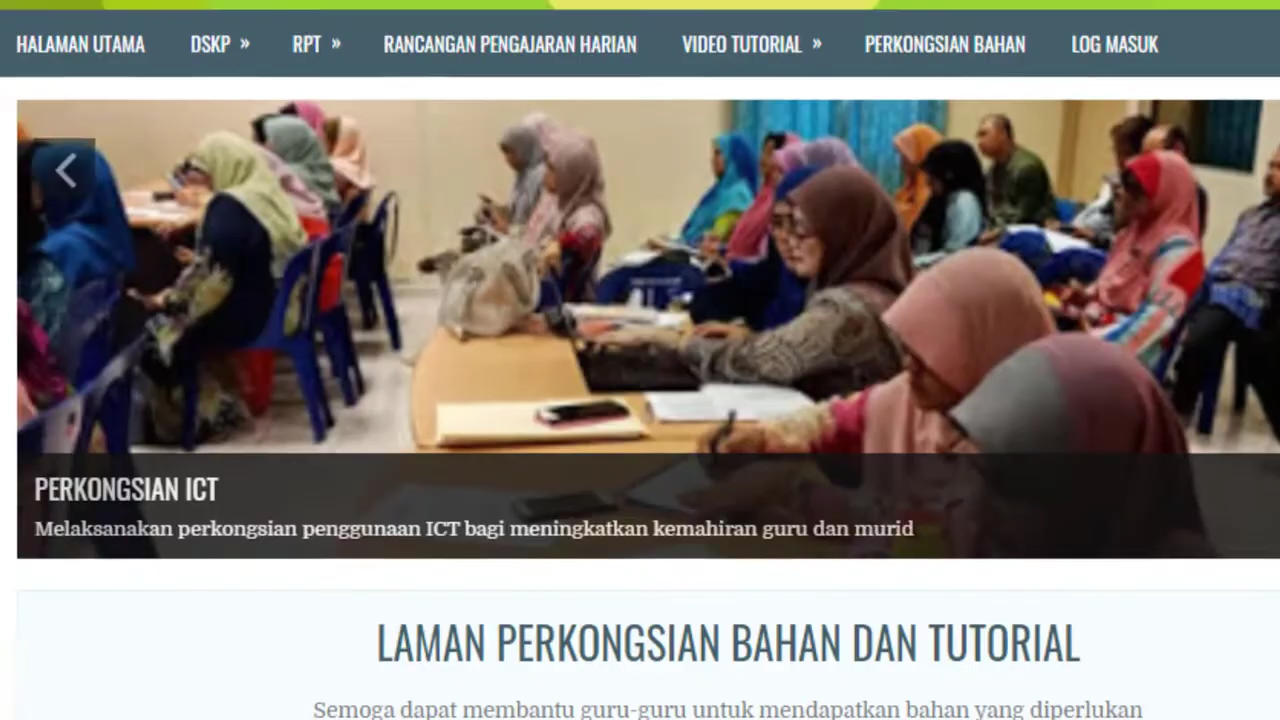 HALAMAN UTAMA DSKP » RPT » RANCANGAN PENGAJARAN HARIAN VIDEO TUTORIAL » PERKONGSIAN BAHAN LOG MASUK
PERKONGSIAN ICT
Melaksanakan perkongsian penggunaan ICT bagi meningkatkan kemahiran guru dan murid
LAMAN PERKONGSIAN BAHAN DAN TUTORIAL
Semoga dapat membantu guru-guru untuk mendapatkan bahan yang diperlukan